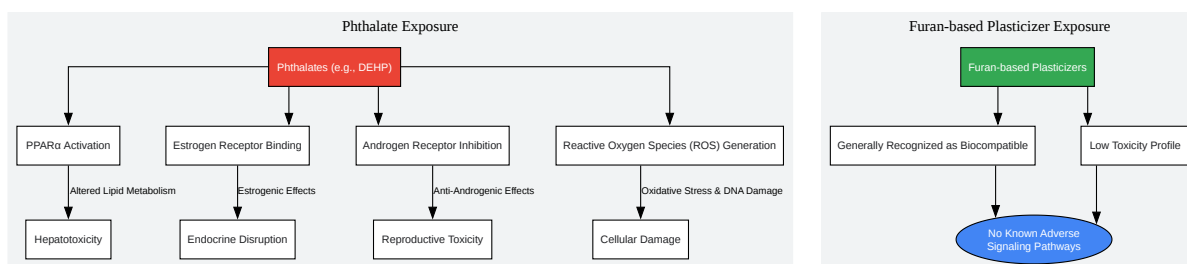 Phthalate Exposure
Phthalates (e.g., DEHP)
PPARα Activation
Estrogen Receptor Binding
Androgen Receptor Inhibition
Reactive Oxygen Species (ROS) Generation
Altered Lipid Metabolism
Estrogenic Effects
Anti-Androgenic Effects
Oxidative Stress & DNA Damage
Hepatotoxicity
Endocrine Disruption
Reproductive Toxicity
Cellular Damage
Furan-based Plasticizer Exposure
Furan-based Plasticizers
Generally Recognized as Biocompatible
Low Toxicity Profile
No Known Adverse
Signaling Pathways